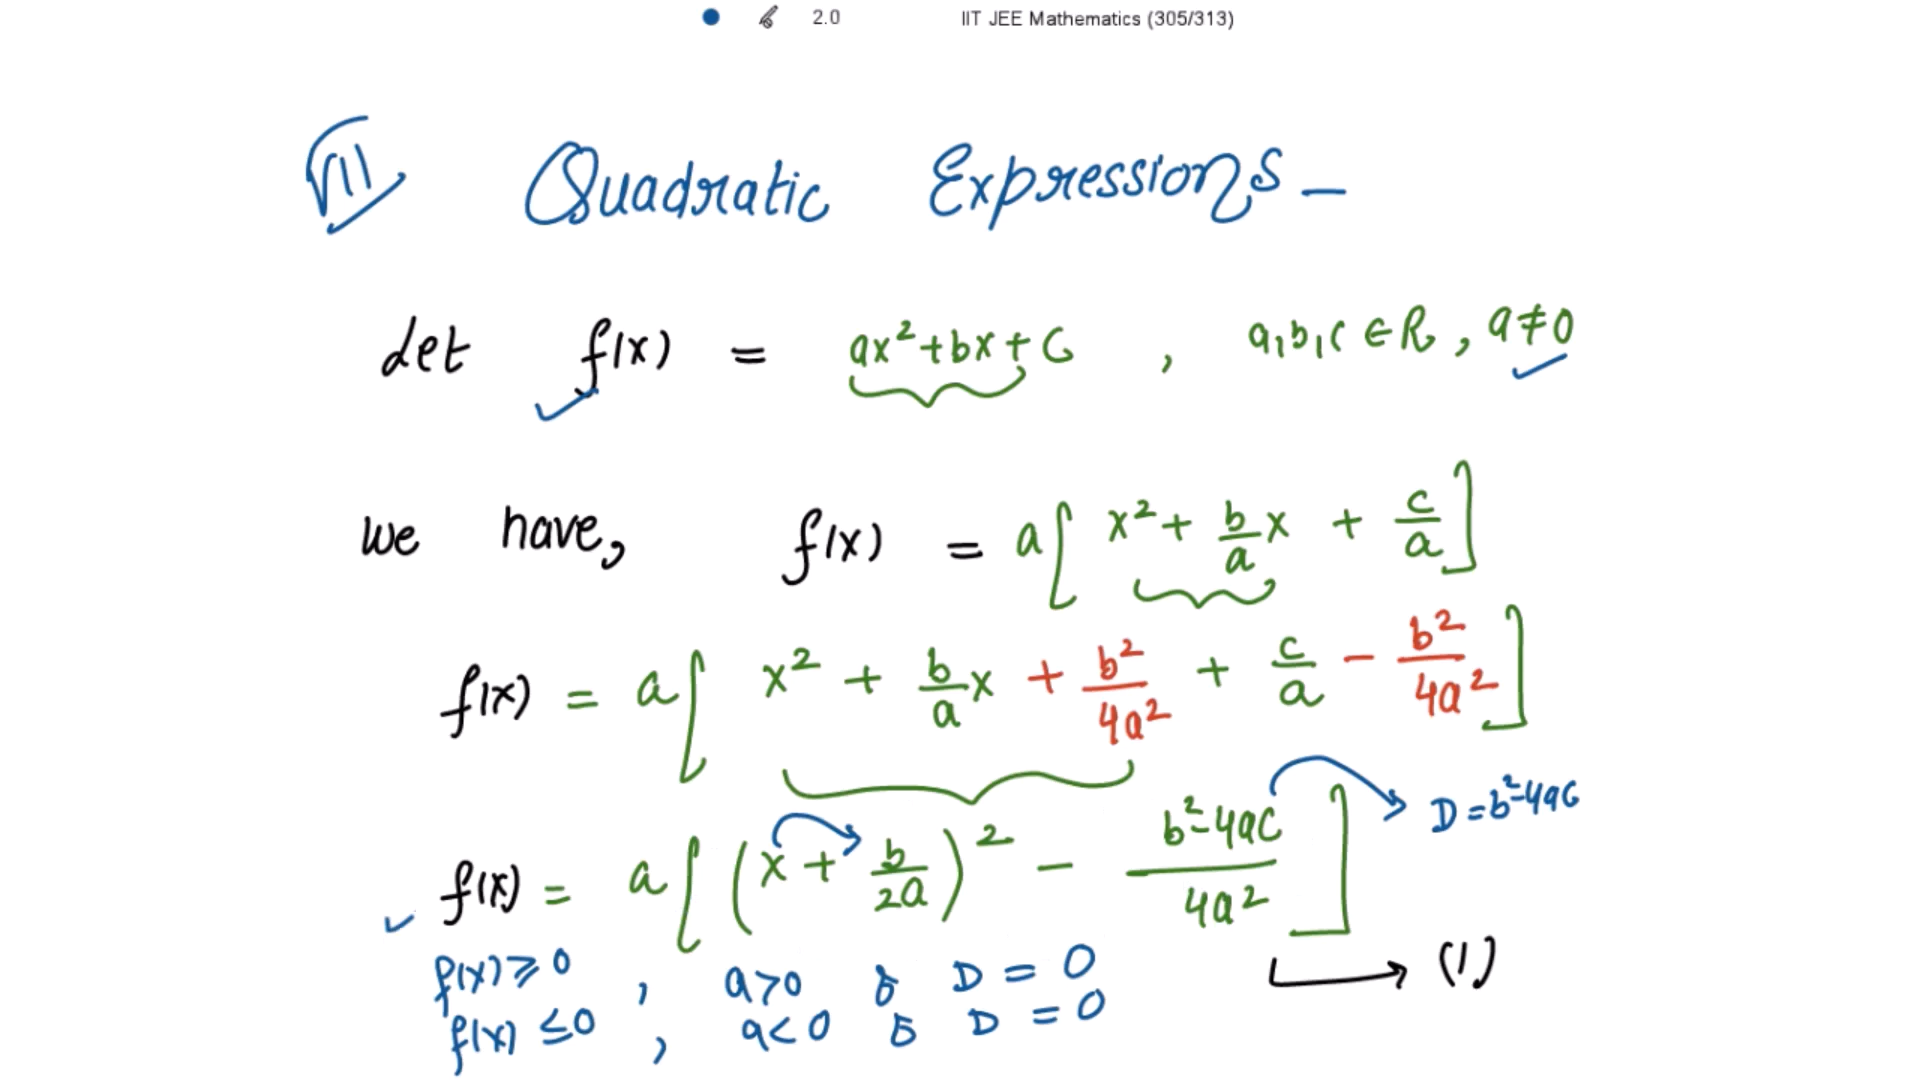 2.0 IIT JEE Mathematics (305/313)
VII Quadratic Expressions –
Let f(x) = ax²+bx+c , a,b,c ∈ R , a≠0
we have, f(x) = a[ x² + b/a x + c/a ]
f(x) = a[ x² + b/a x + b²/4a² + c/a − b²/4a² ]
f(x) = a[ (x + b/2a)² − b²-4ac/4a² ] → D = b²-4ac
→ (1)
f(x) ≥ 0 , a>0 & D = 0
f(x) ≤ 0 , a<0 & D = 0